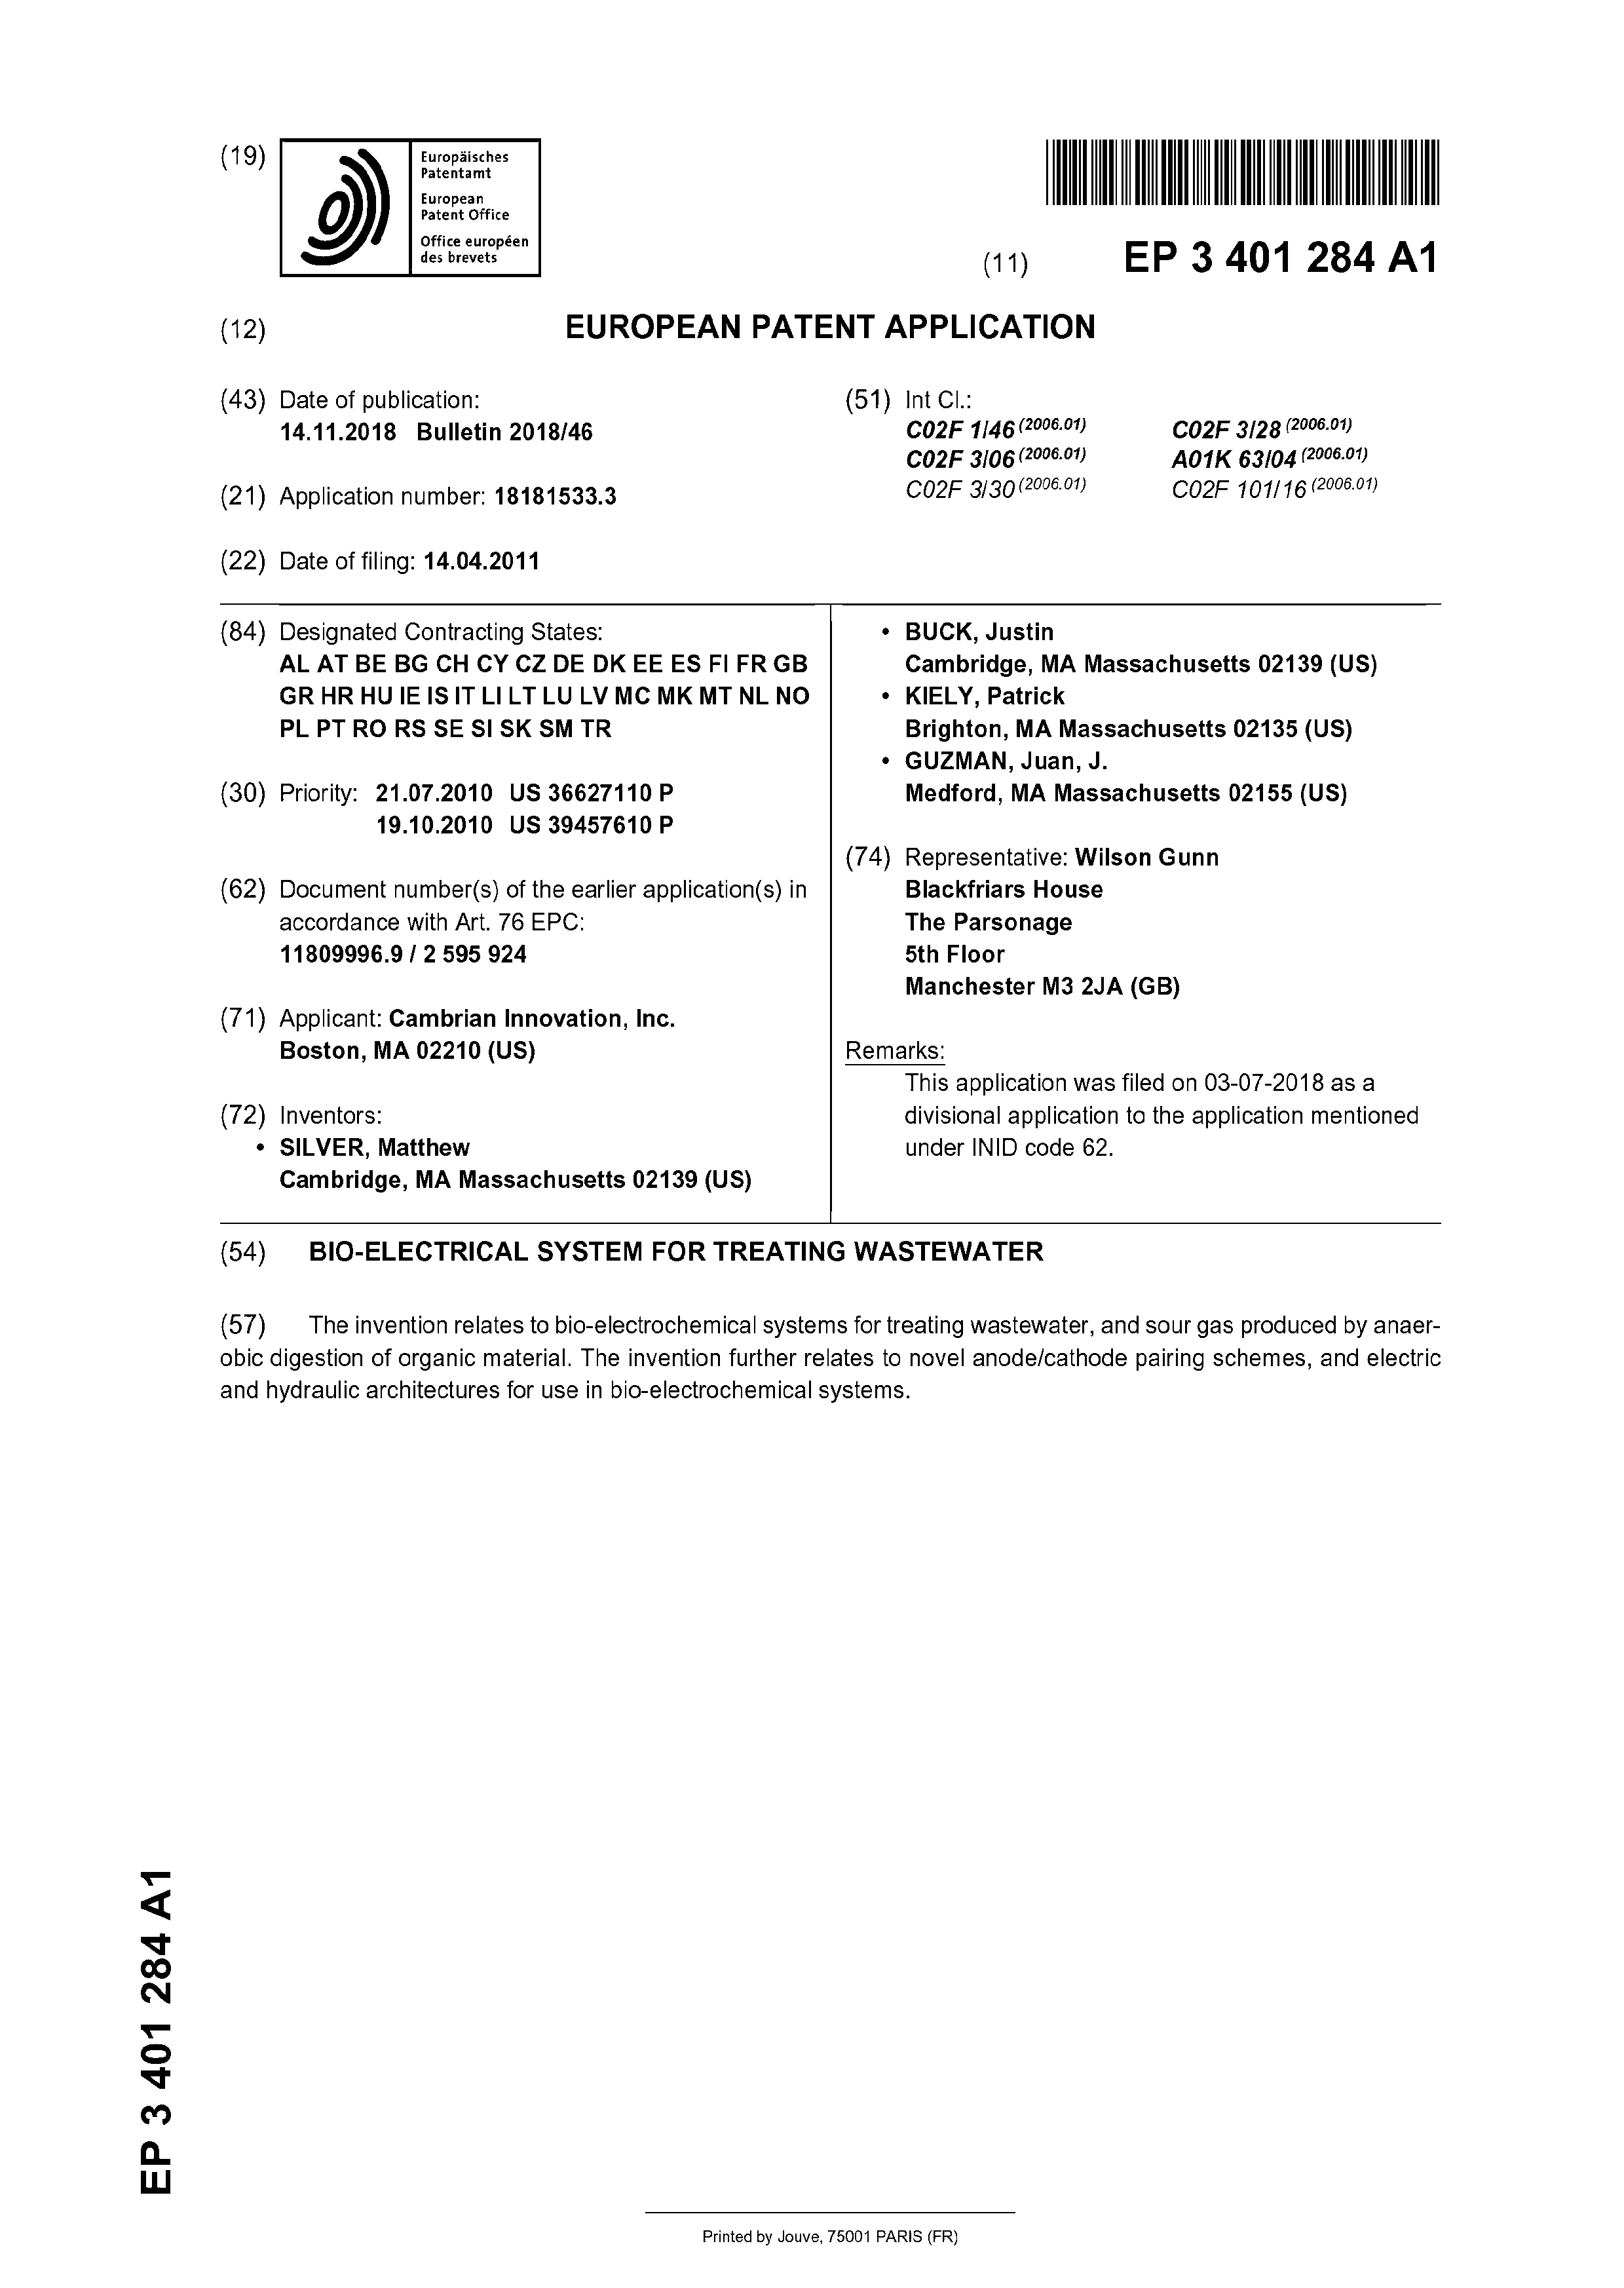 (19)
Europäisches
Patentamt
European
Patent Office
Office européen
des brevets
(11) EP 3 401 284 A1
(12) EUROPEAN PATENT APPLICATION
(43) Date of publication:
14.11.2018 Bulletin 2018/46
(21) Application number: 18181533.3
(22) Date of filing: 14.04.2011
(51) Int Cl.:
C02F 1/46 (2006.01) C02F 3/28 (2006.01)
C02F 3/06 (2006.01) A01K 63/04 (2006.01)
C02F 3/30 (2006.01) C02F 101/16 (2006.01)
(84) Designated Contracting States:
AL AT BE BG CH CY CZ DE DK EE ES FI FR GB
GR HR HU IE IS IT LI LT LU LV MC MK MT NL NO
PL PT RO RS SE SI SK SM TR
(30) Priority: 21.07.2010 US 36627110 P
19.10.2010 US 39457610 P
(62) Document number(s) of the earlier application(s) in
accordance with Art. 76 EPC:
11809996.9 / 2 595 924
(71) Applicant: Cambrian Innovation, Inc.
Boston, MA 02210 (US)
(72) Inventors:
• SILVER, Matthew
Cambridge, MA Massachusetts 02139 (US)
• BUCK, Justin
Cambridge, MA Massachusetts 02139 (US)
• KIELY, Patrick
Brighton, MA Massachusetts 02135 (US)
• GUZMAN, Juan, J.
Medford, MA Massachusetts 02155 (US)
(74) Representative: Wilson Gunn
Blackfriars House
The Parsonage
5th Floor
Manchester M3 2JA (GB)
Remarks:
This application was filed on 03-07-2018 as a
divisional application to the application mentioned
under INID code 62.
(54) BIO-ELECTRICAL SYSTEM FOR TREATING WASTEWATER
(57) The invention relates to bio-electrochemical systems for treating wastewater, and sour gas produced by anaer-
obic digestion of organic material. The invention further relates to novel anode/cathode pairing schemes, and electric
and hydraulic architectures for use in bio-electrochemical systems.
EP 3 401 284 A1
Printed by Jouve, 75001 PARIS (FR)